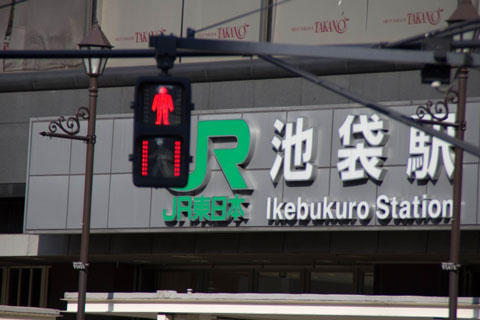 TAKANO
TAKANO
TAKANO
JR 池袋駅
JR東日本 Ikebukuro Station